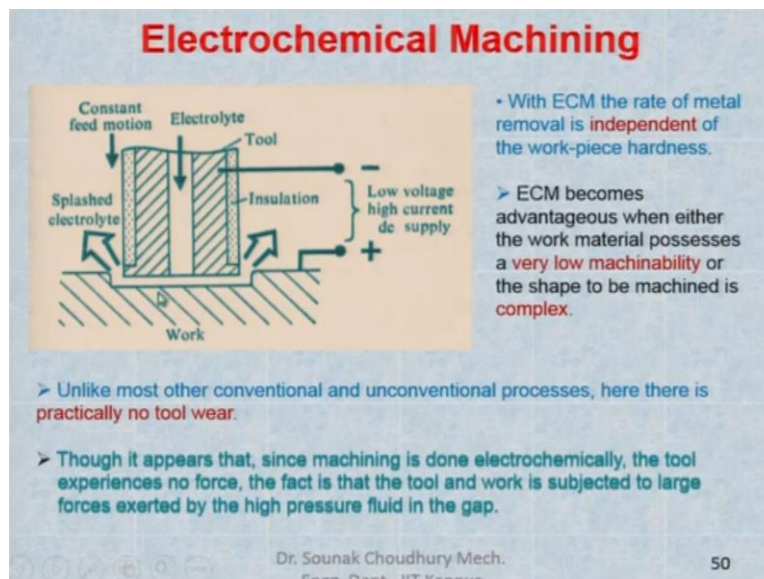 Electrochemical Machining
Constant
feed motion
Electrolyte
Tool
Splashed
electrolyte
Insulation
Low voltage
high current
dc supply
−
+
Work
• With ECM the rate of metal
removal is independent of
the work-piece hardness.
➢ ECM becomes
advantageous when either
the work material possesses
a very low machinability or
the shape to be machined is
complex.
➢ Unlike most other conventional and unconventional processes, here there is
practically no tool wear.
➢ Though it appears that, since machining is done electrochemically, the tool
experiences no force, the fact is that the tool and work is subjected to large
forces exerted by the high pressure fluid in the gap.
Dr. Sounak Choudhury Mech.
50